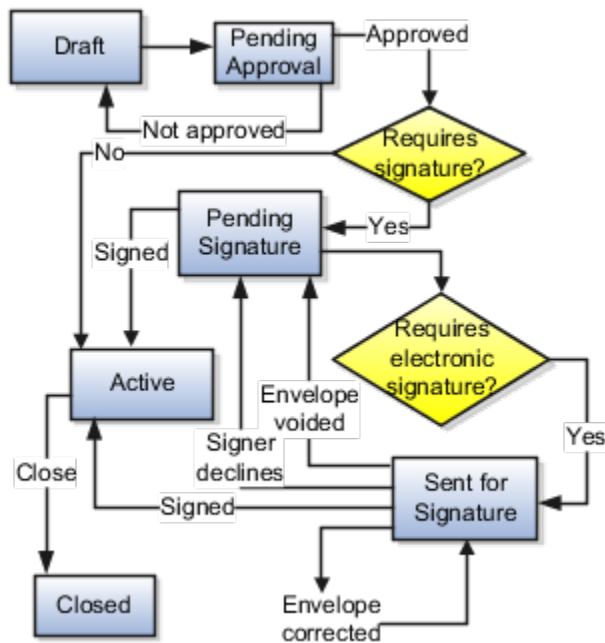 Draft
Pending
Approval
Approved
Not approved
Requires
signature?
No
Yes
Pending
Signature
Signed
Requires
electronic
signature?
Active
Envelope
voided
Yes
Signer
declines
Close
Sent for
Signature
Signed
Closed
Envelope
corrected